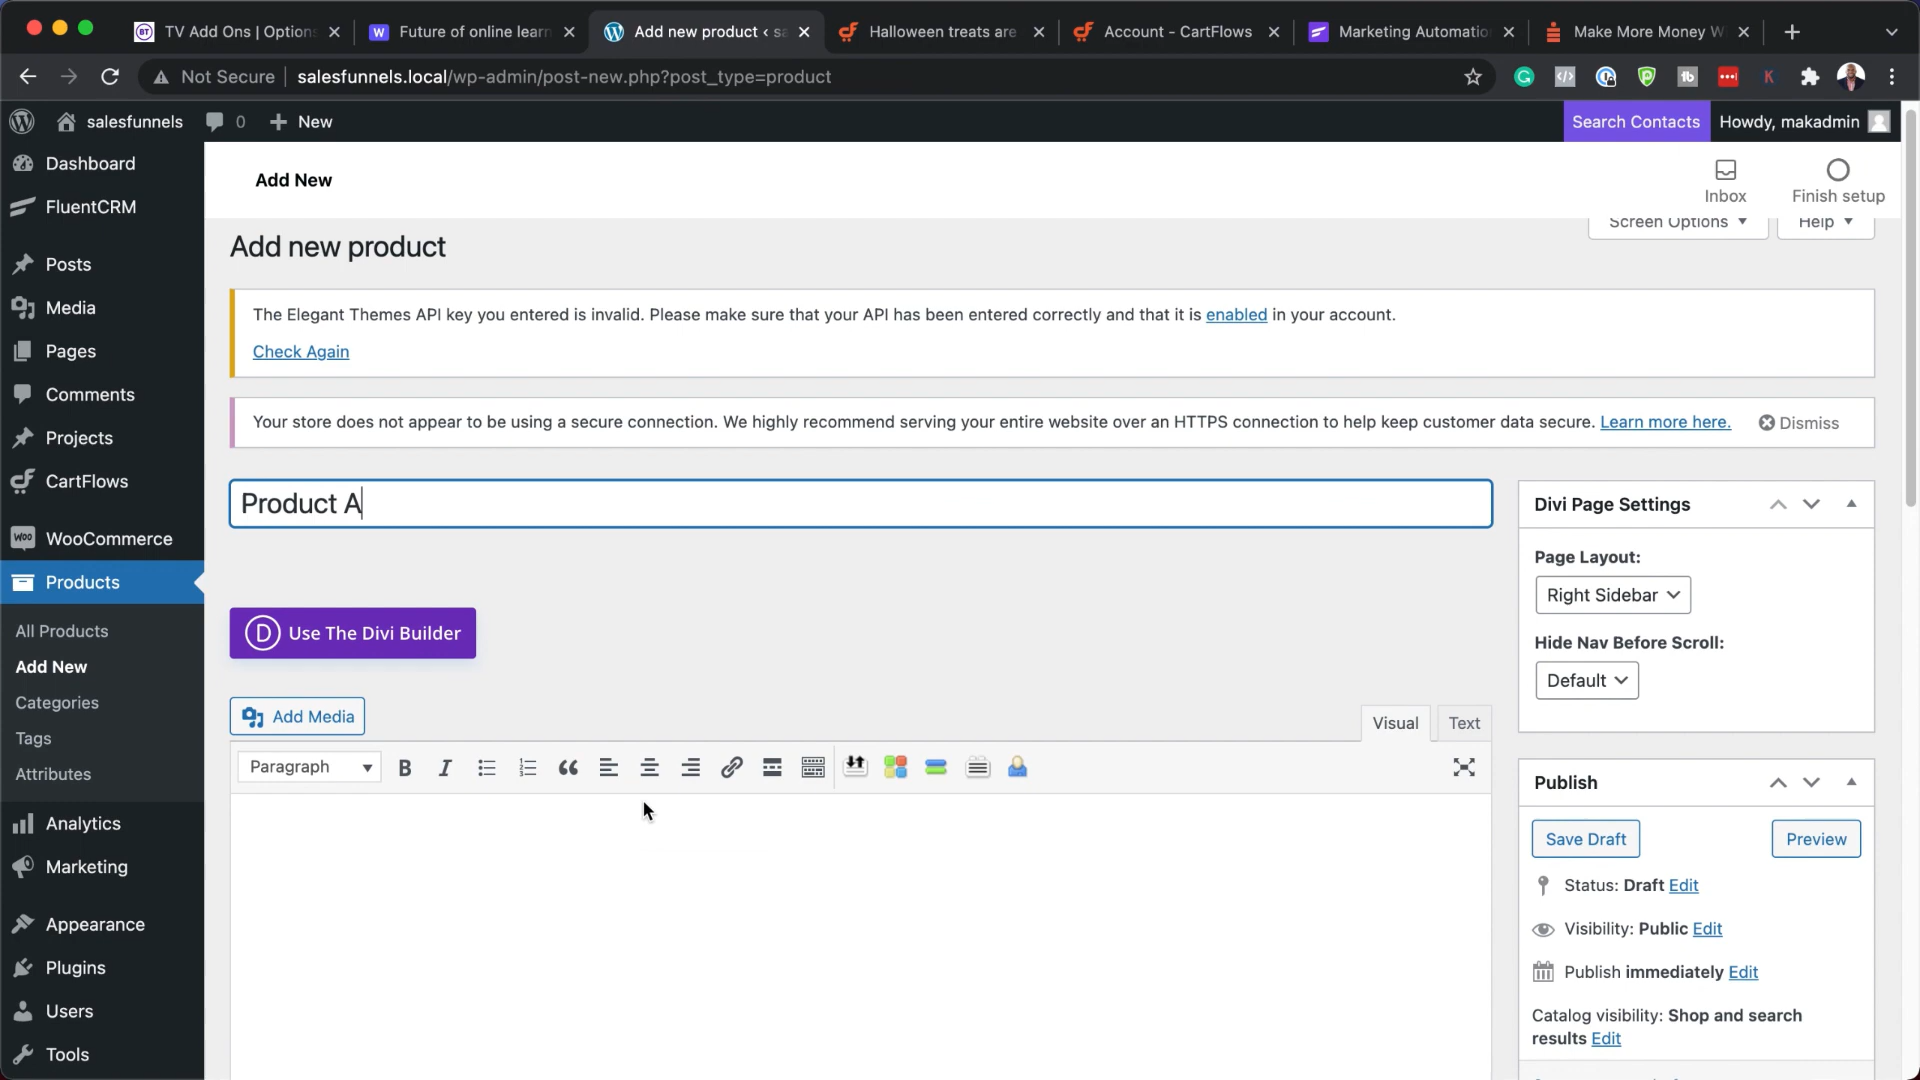 TV Add Ons | Option
Future of online learn
Add new product ‹ sa
Halloween treats are
Account - CartFlows
Marketing Automatio
Make More Money W
Not Secure
salesfunnels.local/wp-admin/post-new.php?post_type=product
salesfunnels
0
New
Search Contacts
Howdy, makadmin
Dashboard
FluentCRM
Posts
Media
Pages
Comments
Projects
CartFlows
WooCommerce
Products
All Products
Add New
Categories
Tags
Attributes
Analytics
Marketing
Appearance
Plugins
Users
Tools
Add New
Inbox
Finish setup
Screen Options
Help
Add new product
The Elegant Themes API key you entered is invalid. Please make sure that your API has been entered correctly and that it is enabled in your account.
Check Again
Your store does not appear to be using a secure connection. We highly recommend serving your entire website over an HTTPS connection to help keep customer data secure. Learn more here.
Dismiss
Product A
Use The Divi Builder
Add Media
Visual
Text
Paragraph
Divi Page Settings
Page Layout:
Right Sidebar
Hide Nav Before Scroll:
Default
Publish
Save Draft
Preview
Status: Draft Edit
Visibility: Public Edit
Publish immediately Edit
Catalog visibility: Shop and search
results Edit